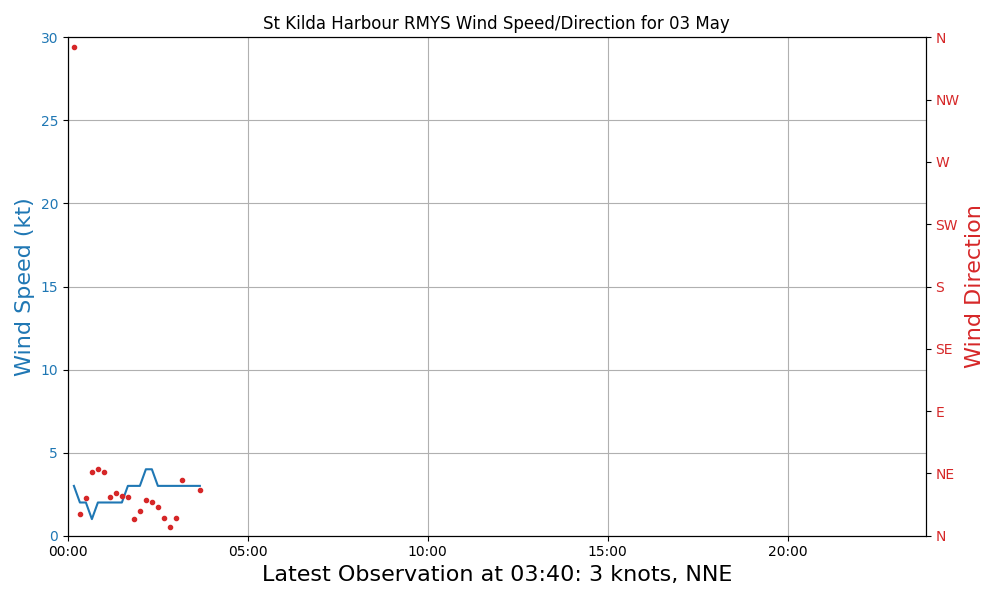 St Kilda Harbour RMYS Wind Speed/Direction for 03 May
30
25
20
15
10
5
0
Wind Speed (kt)
N
NW
W
SW
S
SE
E
NE
N
Wind Direction
00:00 05:00 10:00 15:00 20:00
Latest Observation at 03:40: 3 knots, NNE